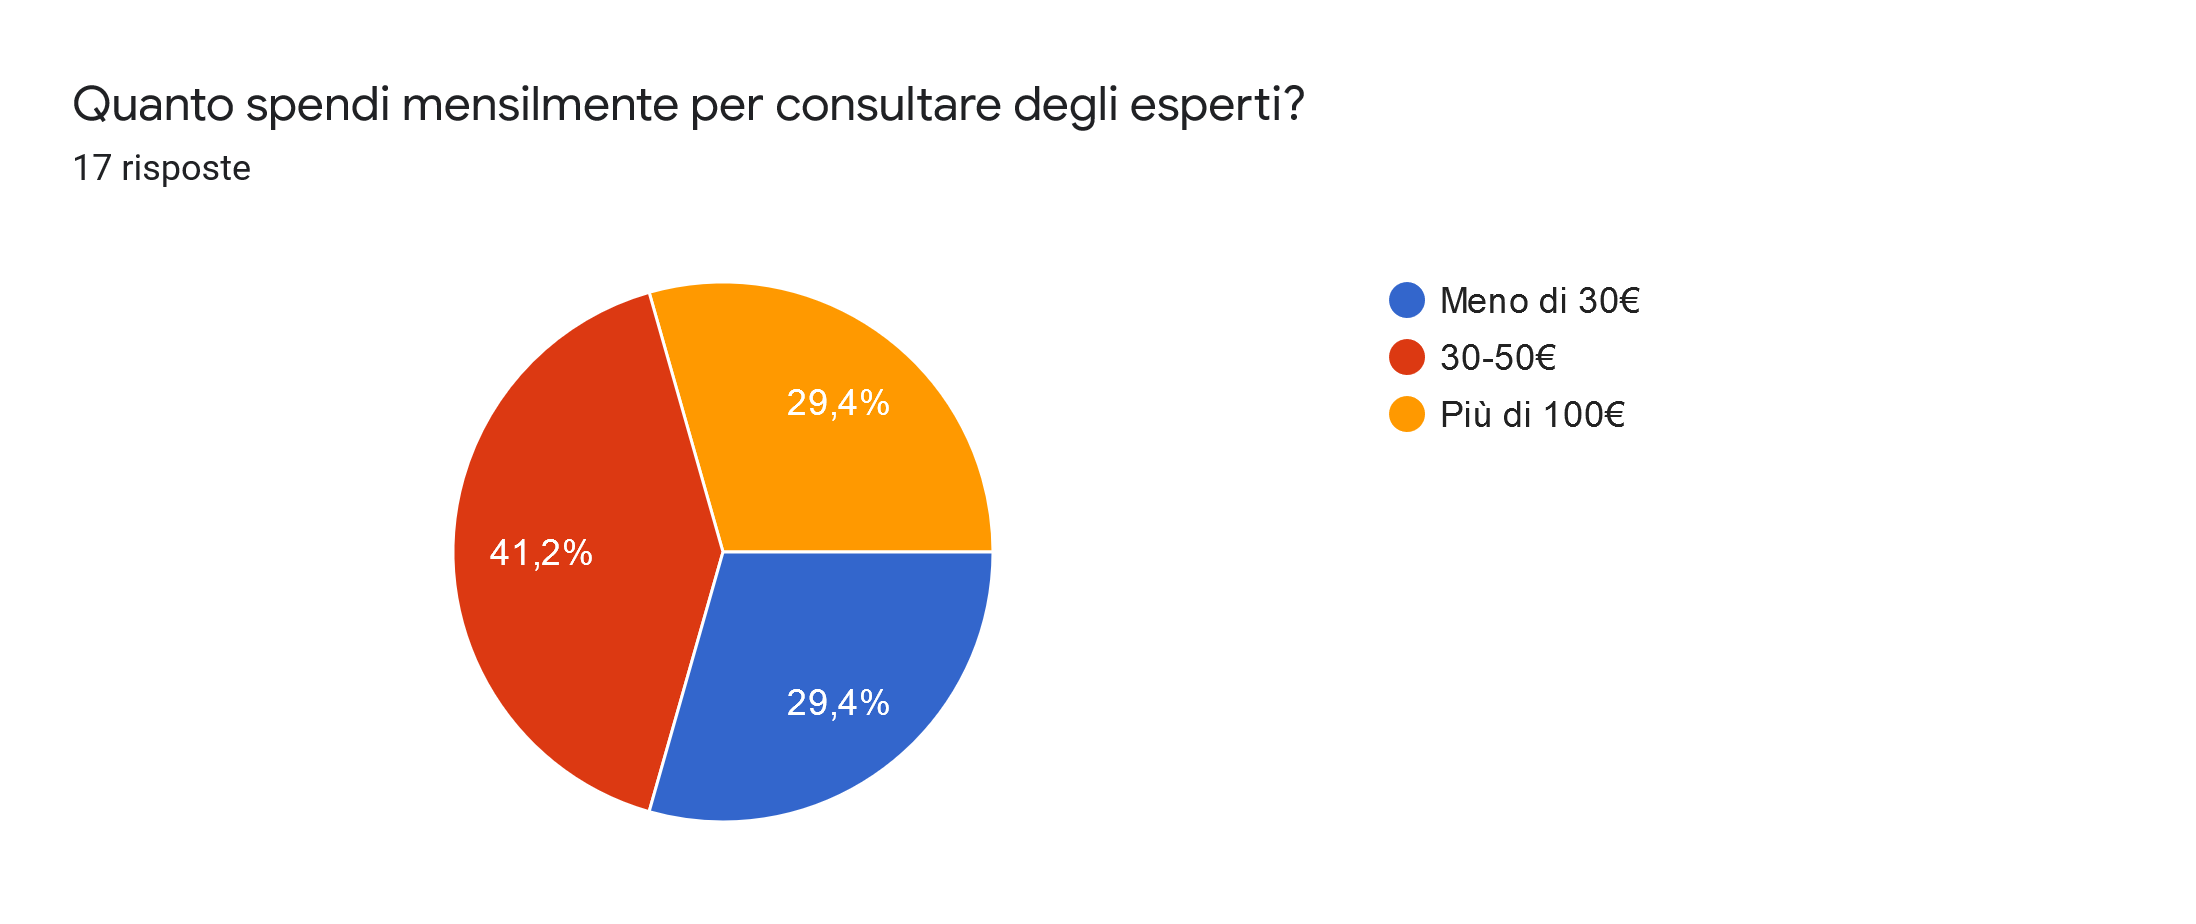 Quanto spendi mensilmente per consultare degli esperti?
17 risposte
Meno di 30€
30-50€
Più di 100€
29,4%
41,2%
29,4%